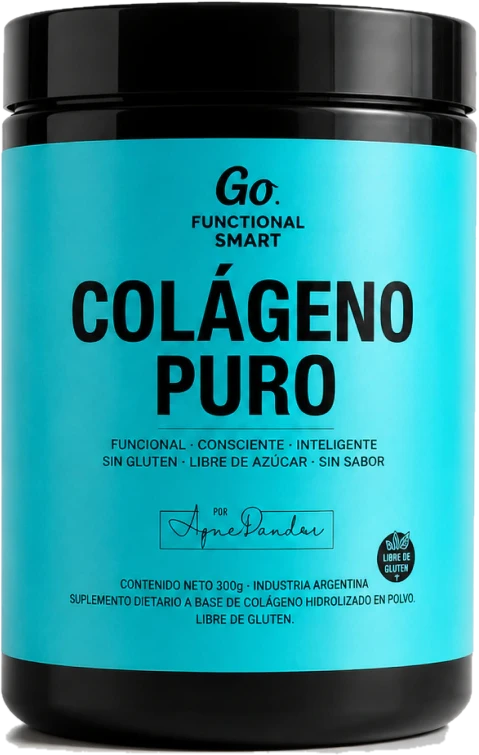 Go.
FUNCTIONAL
SMART
COLÁGENO
PURO
FUNCIONAL · CONSCIENTE · INTELIGENTE
SIN GLUTEN · LIBRE DE AZÚCAR · SIN SABOR
POR
CONTENIDO NETO 300g · INDUSTRIA ARGENTINA
SUPLEMENTO DIETARIO A BASE DE COLÁGENO HIDROLIZADO EN POLVO.
LIBRE DE GLUTEN.
LIBRE DE
GLUTEN